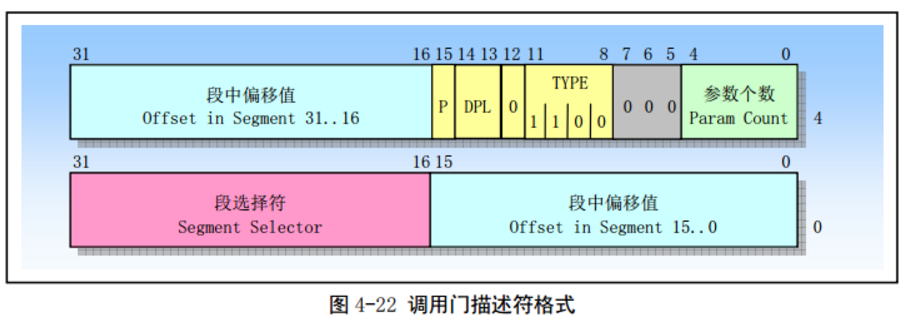 31 16 15 14 13 12 11 8 7 6 5 4 0
段中偏移值
Offset in Segment 31..16
P
DPL
0
TYPE
1 1 0 0
0 0 0
参数个数
Param Count
4
31 16 15 0
段选择符
Segment Selector
段中偏移值
Offset in Segment 15..0
0
图 4-22 调用门描述符格式